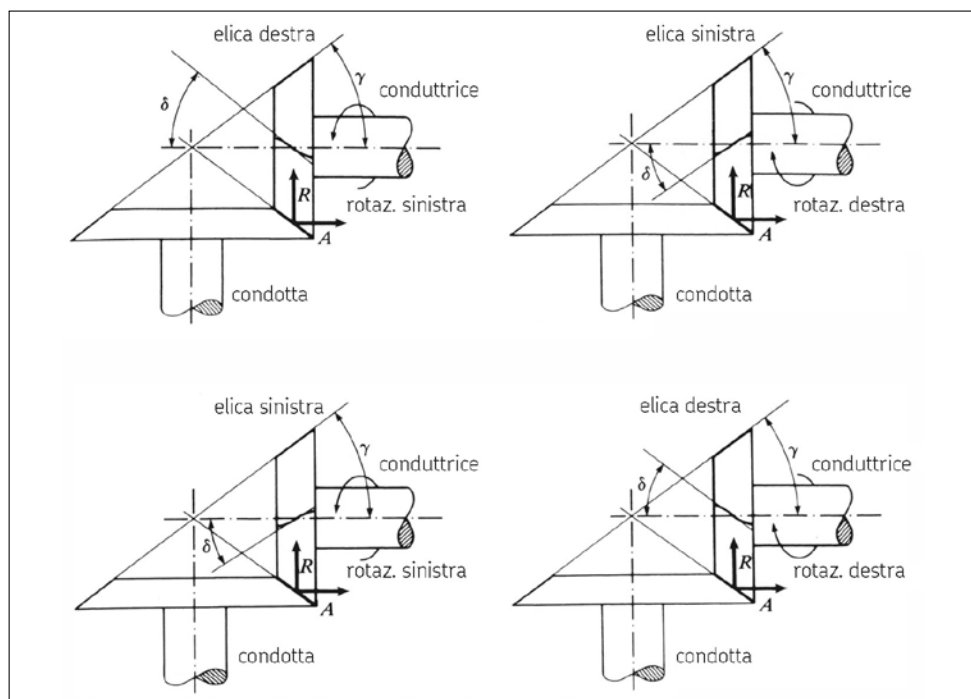 elica destra
γ
δ
conduttrice
R
rotaz. sinistra
A
condotta
elica sinistra
γ
conduttrice
δ
R
rotaz. destra
A
condotta
elica sinistra
γ
conduttrice
δ
R
rotaz. sinistra
A
condotta
elica destra
γ
δ
conduttrice
R
rotaz. destra
A
condotta